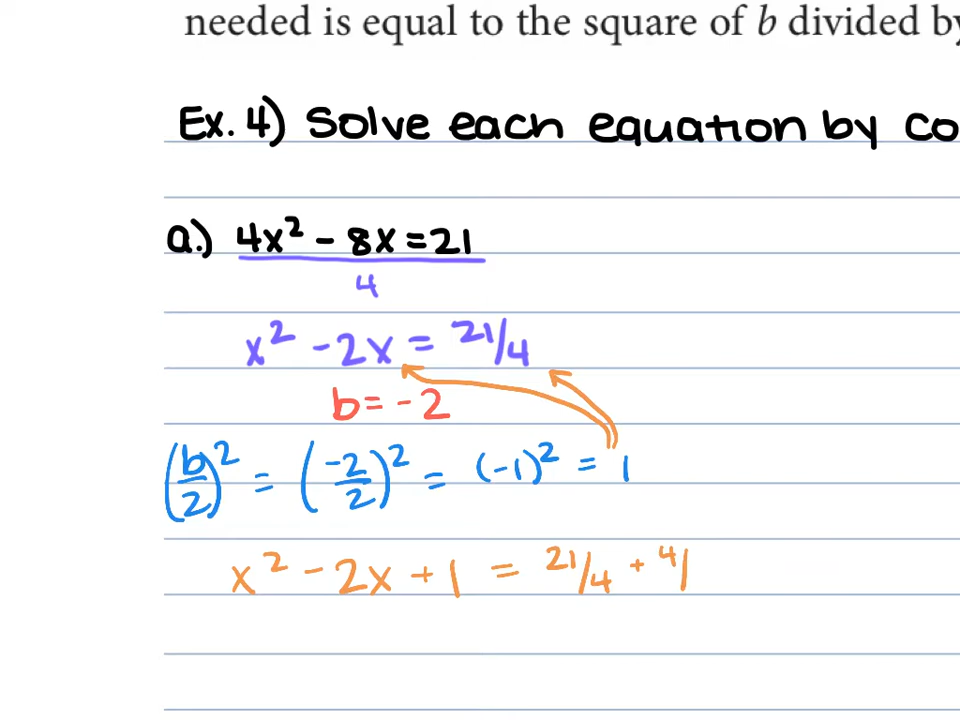 needed is equal to the square of b divided by
Ex. 4) Solve each equation by co
a.) 4x² - 8x = 21
4
x² - 2x = 21/4
b = -2
(b/2)² = (-2/2)² = (-1)² = 1
x² - 2x + 1 = 21/4 + 4/